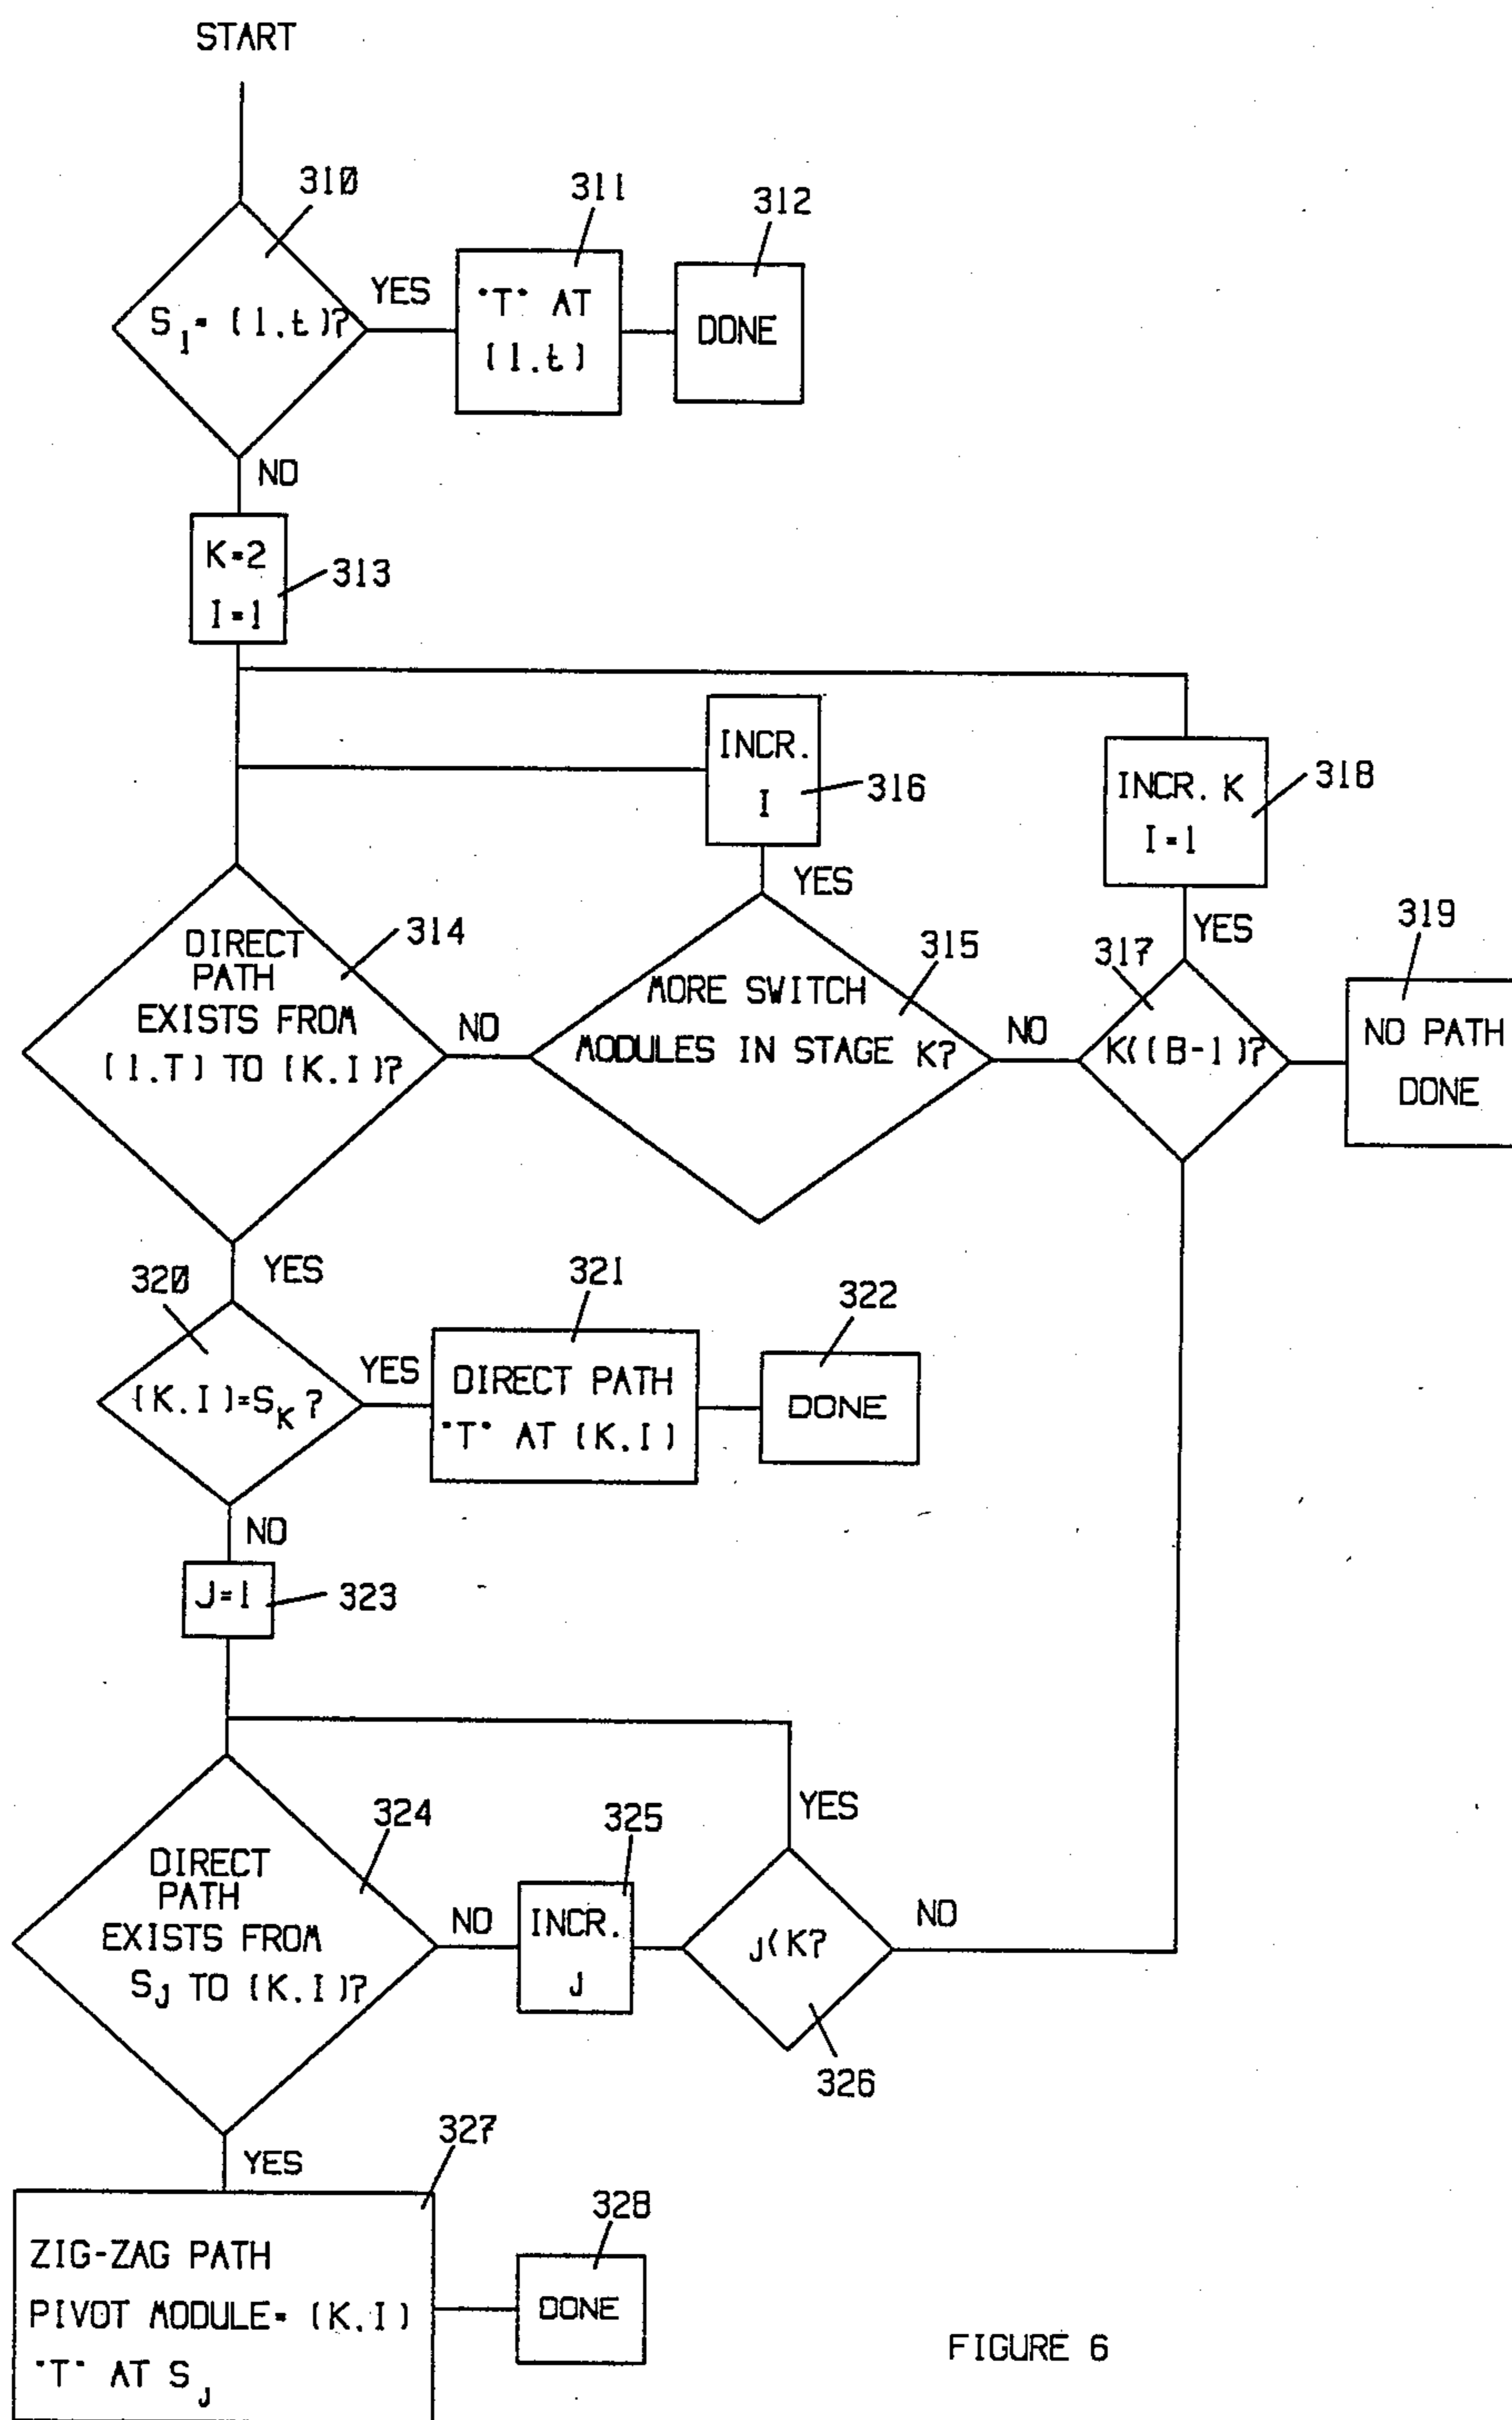 START
310
S1= (1.t)?
YES
311
"T" AT
(1.t)
312
DONE
NO
K=2
I=1
313
INCR.
I
316
INCR. K
I=1
318
DIRECT
PATH
EXISTS FROM
(1.T) TO (K.I)?
314
NO
YES
MORE SWITCH
MODULES IN STAGE K?
315
NO
YES
317
K<(B-1)?
319
NO PATH
DONE
YES
320
(K.I)=SK ?
YES
321
DIRECT PATH
"T" AT (K.I)
322
DONE
NO
J=1
323
DIRECT
PATH
EXISTS FROM
SJ TO (K.I)?
324
NO
325
INCR.
J
YES
J<K?
326
NO
YES
327
ZIG-ZAG PATH
PIVOT MODULE= (K.I)
"T" AT SJ
328
DONE
FIGURE 6